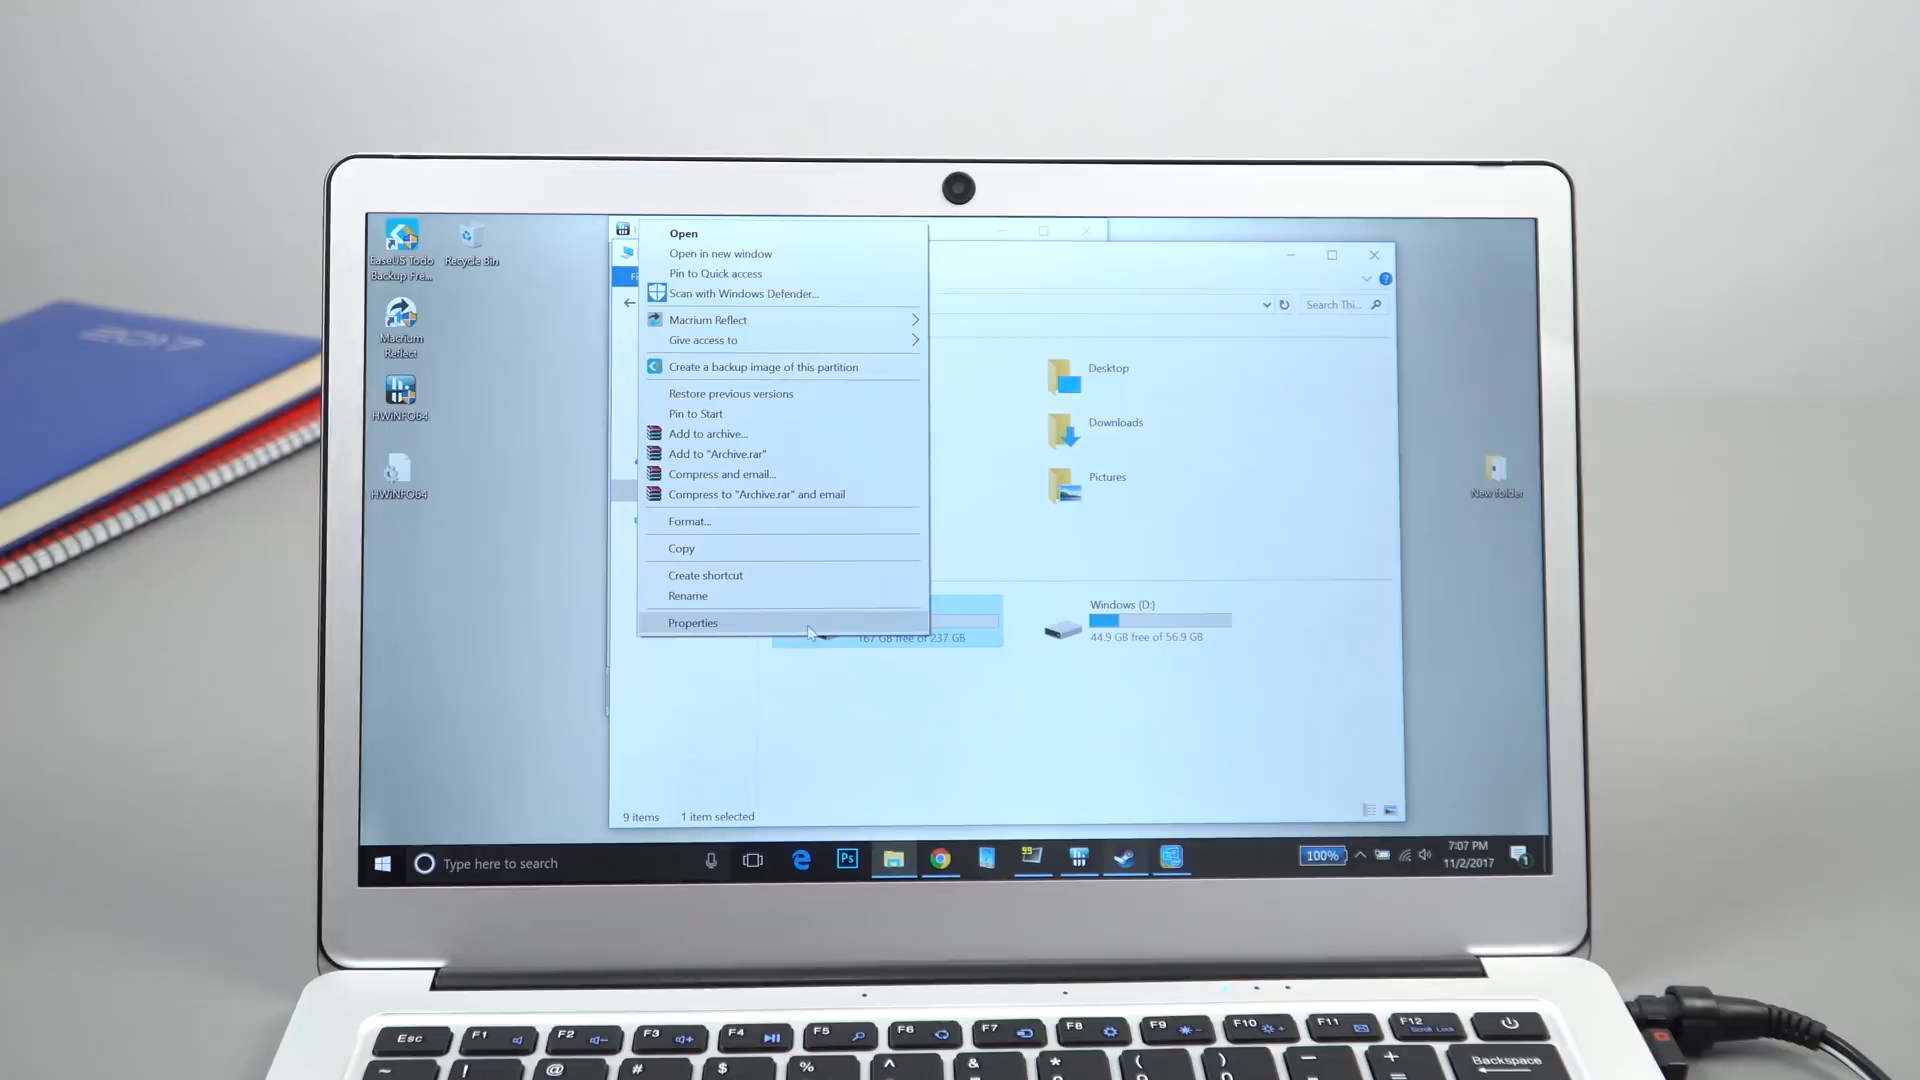 2017
EaseUS Todo
Backup Fre...
Recycle Bin
Macrium
Reflect
HWiNFO64
HWiNFO64
Open
Open in new window
Pin to Quick access
Scan with Windows Defender...
Macrium Reflect
Give access to
Create a backup image of this partition
Restore previous versions
Pin to Start
Add to archive...
Add to "Archive.rar"
Compress and email...
Compress to "Archive.rar" and email
Format...
Copy
Create shortcut
Rename
Properties
Search Thi...
Desktop
Downloads
Pictures
167 GB free of 237 GB
Windows (D:)
44.9 GB free of 56.9 GB
New folder
9 items 1 item selected
Type here to search
Ps
99
100%
7:07 PM
11/2/2017
1
Esc F1 F2 F3 F4 F5 F6 F7 F8 F9 F10 F11 F12 Scroll Lock
~ ! @ # $ % ^ & * ( ) — + Backspace